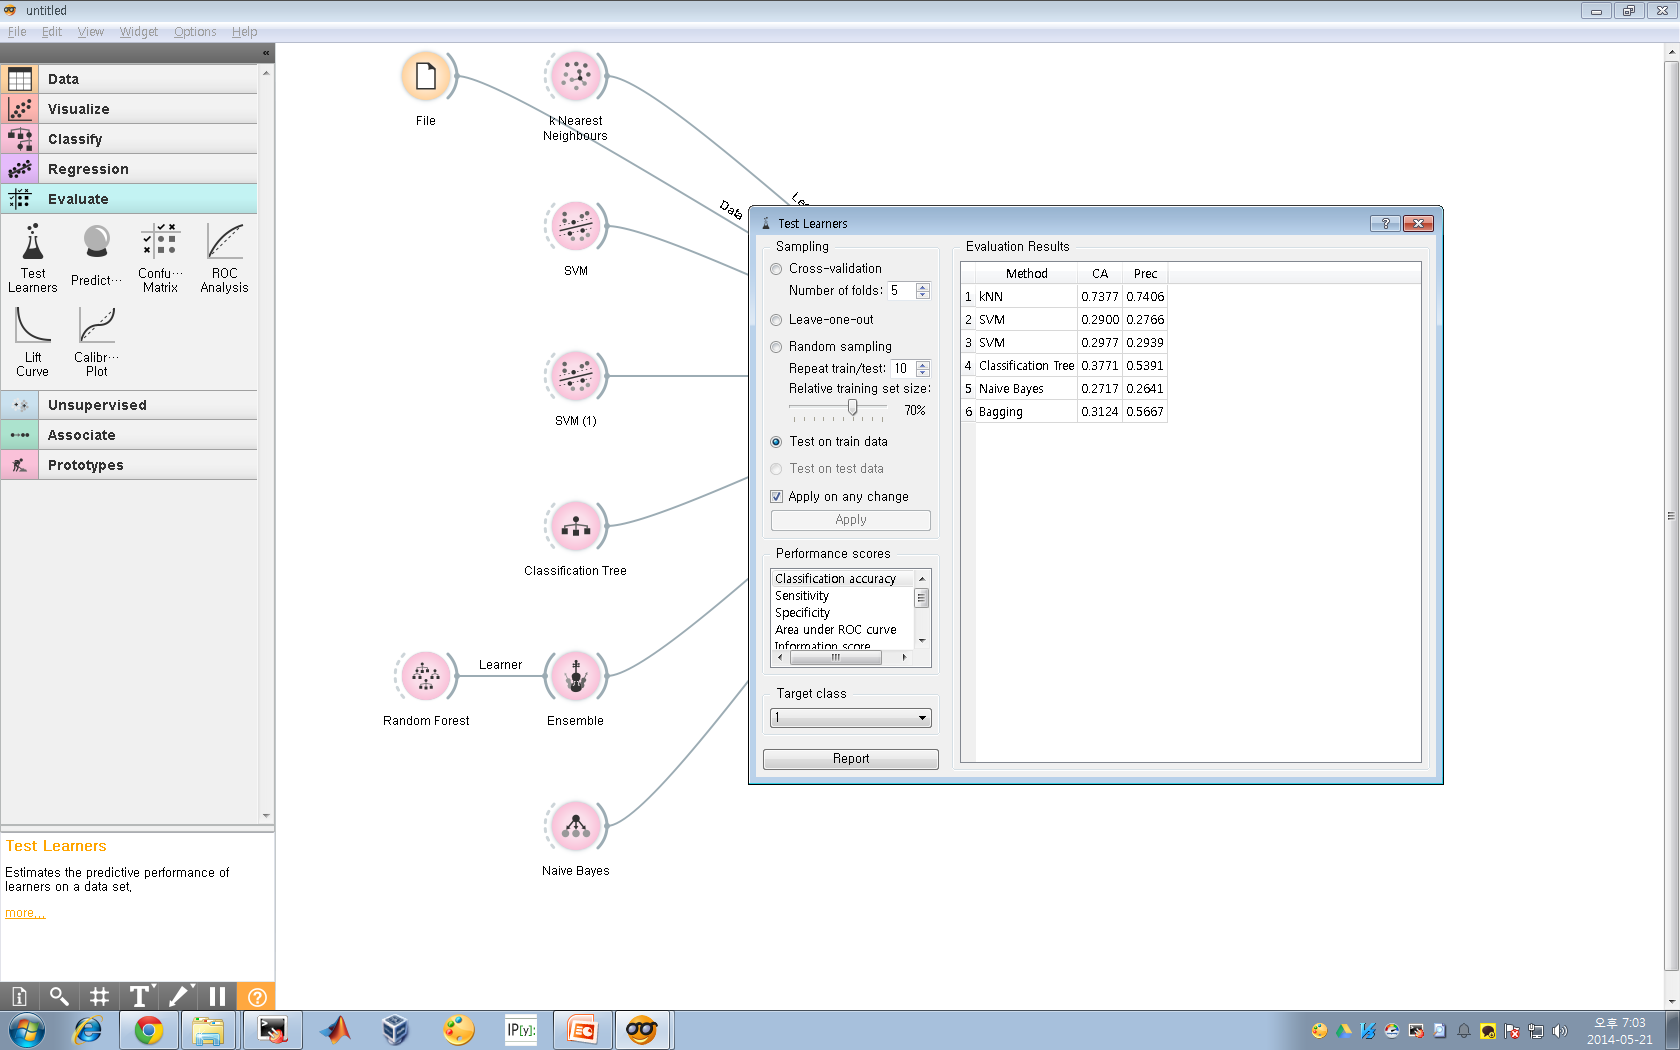 untitled
File Edit View Widget Options Help
«
Data
Visualize
Classify
Regression
Evaluate
Test Learners
Predict···
Confu··· Matrix
ROC Analysis
Lift Curve
Calibr··· Plot
Unsupervised
Associate
Prototypes
Test Learners
Estimates the predictive performance of
learners on a data set,
more...
File
k Nearest
Neighbours
SVM
SVM (1)
Classification Tree
Random Forest
Learner
Ensemble
Naive Bayes
Data
Test Learners
Sampling
Cross-validation
Number of folds: 5
Leave-one-out
Random sampling
Repeat train/test: 10
Relative training set size:
70%
Test on train data
Test on test data
Apply on any change
Apply
Performance scores
Classification accuracy
Sensitivity
Specificity
Area under ROC curve
Information score
Target class
1
Report
Evaluation Results
Method CA Prec
1 kNN 0.7377 0.7406
2 SVM 0.2900 0.2766
3 SVM 0.2977 0.2939
4 Classification Tree 0.3771 0.5391
5 Naive Bayes 0.2717 0.2641
6 Bagging 0.3124 0.5667
IP[y]:
오후 7:03
2014-05-21